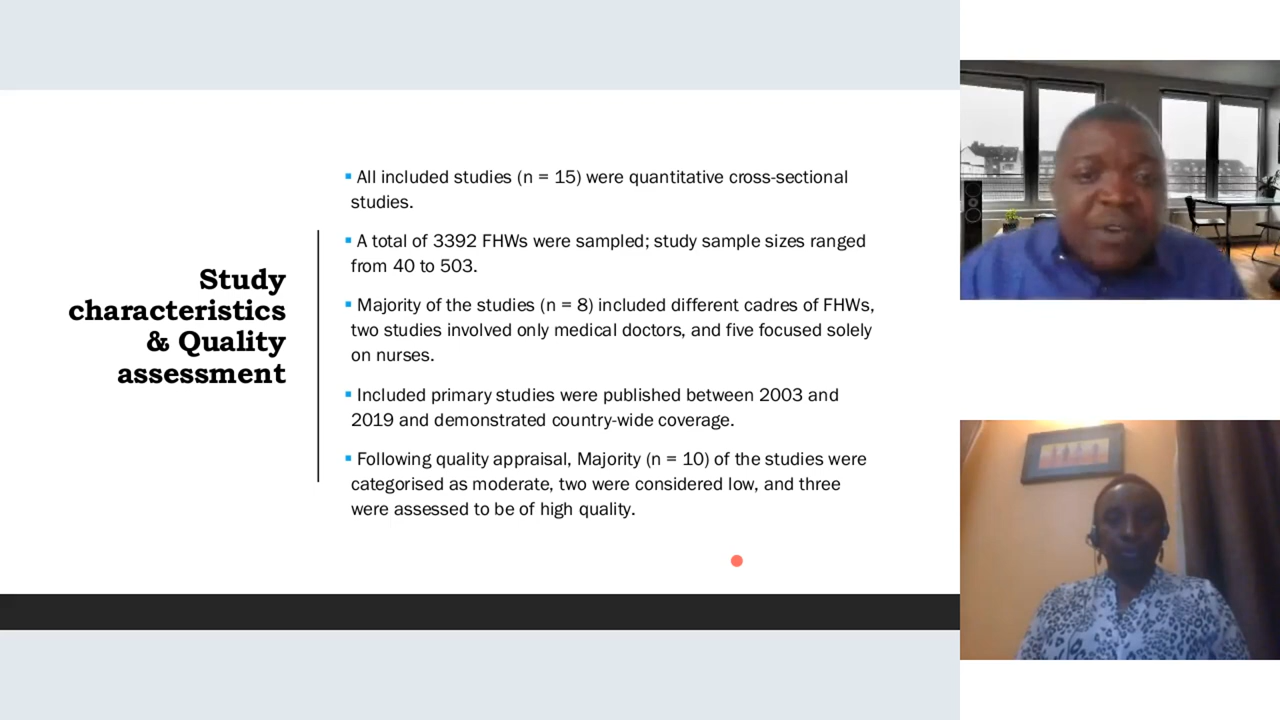 Study
characteristics
& Quality
assessment
▪ All included studies (n = 15) were quantitative cross-sectional
studies.
▪ A total of 3392 FHWs were sampled; study sample sizes ranged
from 40 to 503.
▪ Majority of the studies (n = 8) included different cadres of FHWs,
two studies involved only medical doctors, and five focused solely
on nurses.
▪ Included primary studies were published between 2003 and
2019 and demonstrated country-wide coverage.
▪ Following quality appraisal, Majority (n = 10) of the studies were
categorised as moderate, two were considered low, and three
were assessed to be of high quality.